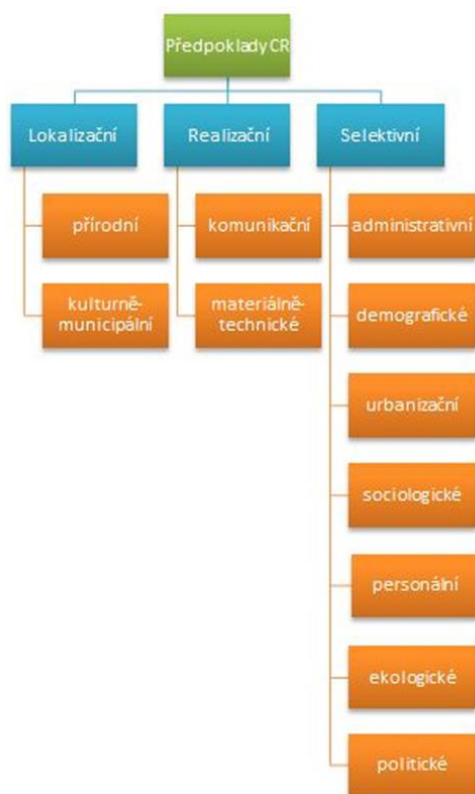 Předpoklady CR
Lokalizační
Realizační
Selektivní
přírodní
kulturně-
municipální
komunikační
materiálně-
technické
administrativní
demografické
urbanizační
sociologické
personální
ekologické
politické